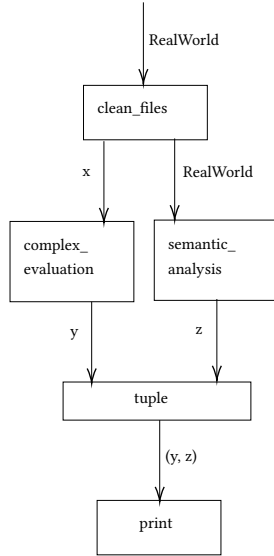 RealWorld
clean_files
x
RealWorld
complex_
evaluation
semantic_
analysis
y
z
tuple
(y, z)
print